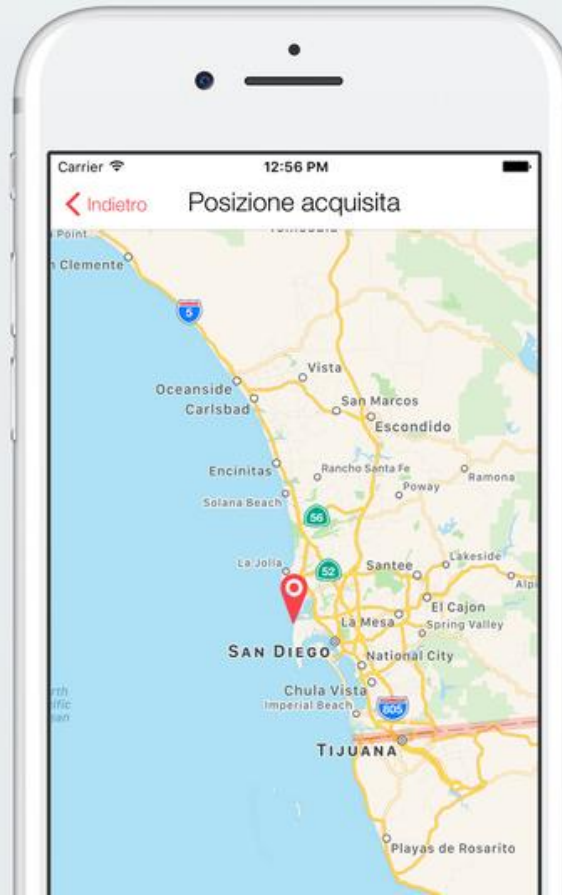 Carrier
12:56 PM
Indietro
Posizione acquisita
Point
n Clemente
5
Vista
Oceanside
Carlsbad
San Marcos
Escondido
Encinitas
Rancho Santa Fe
Ramona
Solana Beach
Poway
56
La Jolla
52
Santee
Lakeside
Alpi
El Cajon
La Mesa
Spring Valley
SAN DIEGO
National City
Chula Vista
Imperial Beach
805
TIJUANA
Playas de Rosarito